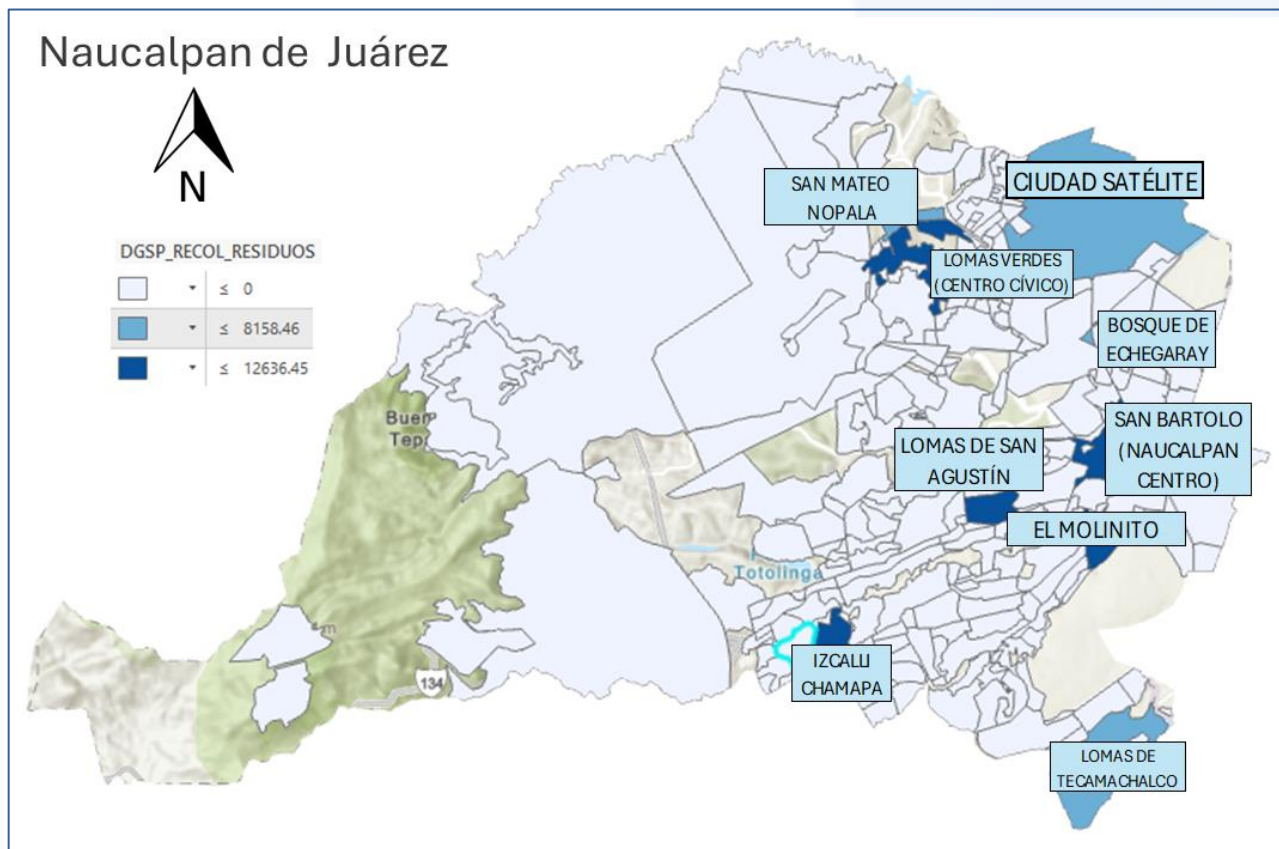 Naucalpan de Juárez
N
DGSP_RECOL_RESIDUOS
≤ 0
≤ 8158.46
≤ 12636.45
SAN MATEO
NOPALA
CIUDAD SATÉLITE
LOMAS VERDES
(CENTRO CÍVICO)
BOSQUE DE
ECHEGARAY
SAN BARTOLO
(NAUCALPAN
CENTRO)
LOMAS DE SAN
AGUSTÍN
EL MOLINITO
Totolinga
IZCALLI
CHAMAPA
134
LOMAS DE
TECAMACHALCO